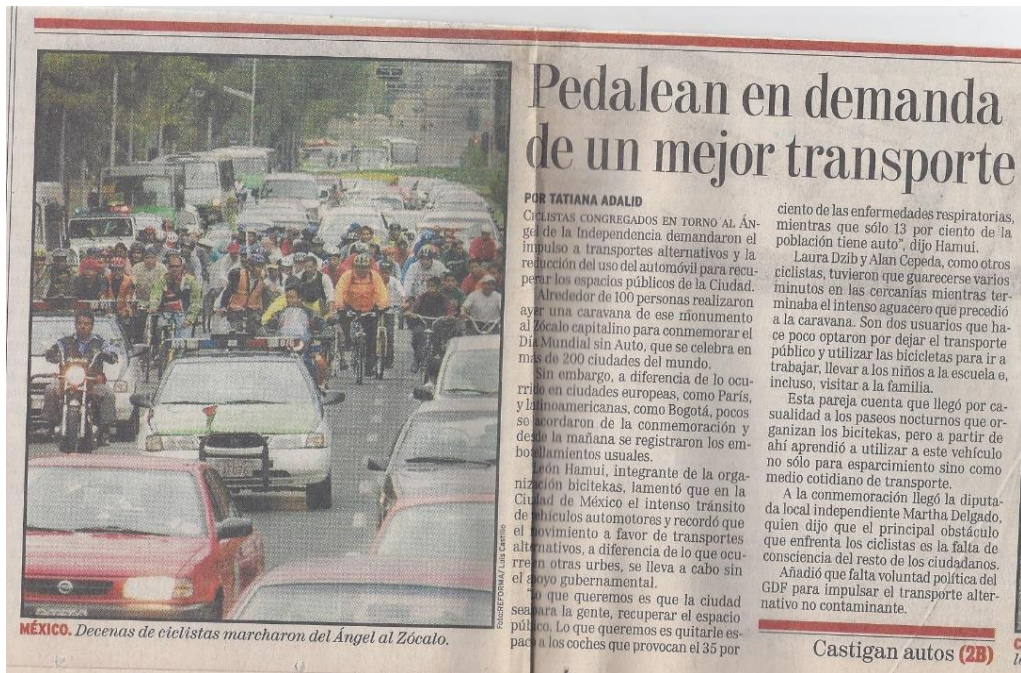 Pedalean en demanda
de un mejor transporte
POR TATIANA ADALID
CICLISTAS CONGREGADOS EN TORNO AL ÁN-
gel de la Independencia demandaron el
impulso a transportes alternativos y la
reducción del uso del automóvil para recu-
perar los espacios públicos de la Ciudad.
Alrededor de 100 personas realizaron
ayer una caravana de ese monumento
al Zócalo capitalino para conmemorar el
Día Mundial sin Auto, que se celebra en
más de 200 ciudades del mundo.
Sin embargo, a diferencia de lo ocu-
rrido en ciudades europeas, como París,
y latinoamericanas, como Bogotá, pocos
se acordaron de la conmemoración y
desde la mañana se registraron los em-
botellamientos usuales.
León Hamui, integrante de la orga-
nización bicitekas, lamentó que en la
Ciudad de México el intenso tránsito
de vehículos automotores y recordó que
el movimiento a favor de transportes
alternativos, a diferencia de lo que ocu-
rre en otras urbes, se lleva a cabo sin
el apoyo gubernamental.
"Lo que queremos es que la ciudad
sea para la gente, recuperar el espacio
público. Lo que queremos es quitarle es-
pacio a los coches que provocan el 35 por
ciento de las enfermedades respiratorias,
mientras que sólo 13 por ciento de la
población tiene auto", dijo Hamui.
Laura Dzib y Alan Cepeda, como otros
ciclistas, tuvieron que guarecerse varios
minutos en las cercanías mientras ter-
minaba el intenso aguacero que precedió
a la caravana. Son dos usuarios que ha-
ce poco optaron por dejar el transporte
público y utilizar las bicicletas para ir a
trabajar, llevar a los niños a la escuela e,
incluso, visitar a la familia.
Esta pareja cuenta que llegó por ca-
sualidad a los paseos nocturnos que or-
ganizan los bicitekas, pero a partir de
ahí aprendió a utilizar a este vehículo
no sólo para esparcimiento sino como
medio cotidiano de transporte.
A la conmemoración llegó la diputa-
da local independiente Martha Delgado,
quien dijo que el principal obstáculo
que enfrenta los ciclistas es la falta de
consciencia del resto de los ciudadanos.
Añadió que falta voluntad política del
GDF para impulsar el transporte alter-
nativo no contaminante.
Castigan autos (2B)
Foto:REFORMA/ Luis Castillo
MÉXICO. Decenas de ciclistas marcharon del Ángel al Zócalo.